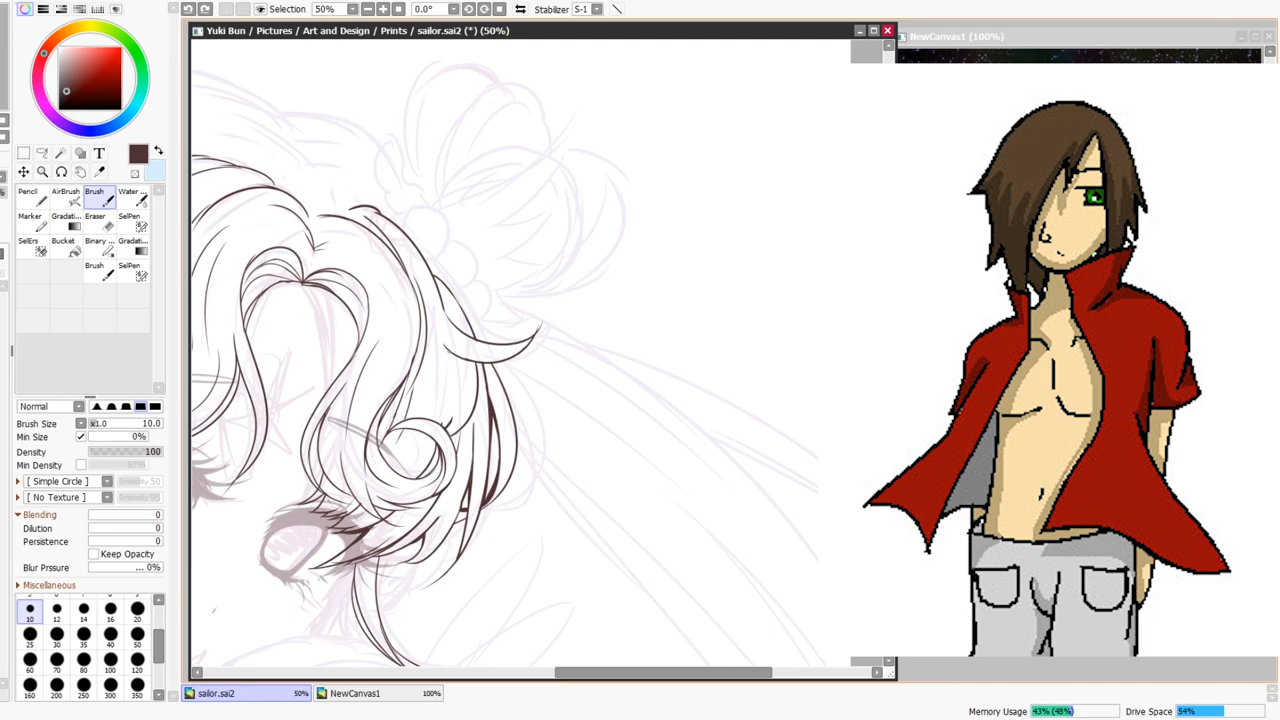 Selection 50% 0.0° Stabilizer S-1
Yuki Bun / Pictures / Art and Design / Prints / sailor.sai2 (*) (50%)
NewCanvas1 (100%)
T
Pencil AirBrush Brush Water ...
Marker Gradati... Eraser SelPen
SelErs Bucket Binary ... Gradati...
Brush SelPen
Normal
Brush Size x1.0 10.0
Min Size 0%
Density 100
Min Density
[ Simple Circle ] Intensity 50
[ No Texture ]
Blending 0
Dilution 0
Persistence 0
Keep Opacity
Blur Prssure ... 0%
Miscellaneous
10 12 14 16 20
25 30 35 40 50
60 70 80 100 120
160 200 250 300 350
sailor.sai2 50% NewCanvas1 100%
Memory Usage 43% (48%) Drive Space 54%